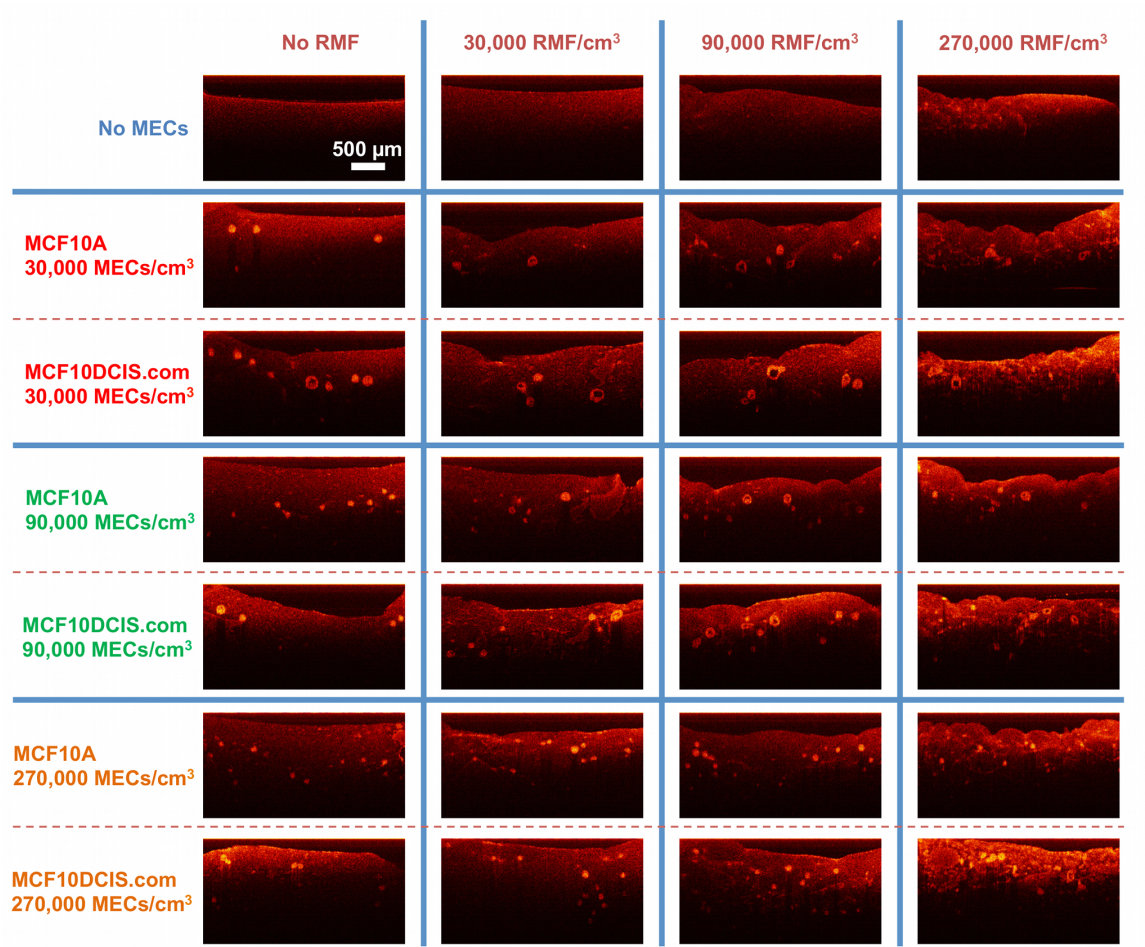 No RMF
30,000 RMF/cm³
90,000 RMF/cm³
270,000 RMF/cm³
No MECs
500 µm
MCF10A
30,000 MECs/cm³
MCF10DCIS.com
30,000 MECs/cm³
MCF10A
90,000 MECs/cm³
MCF10DCIS.com
90,000 MECs/cm³
MCF10A
270,000 MECs/cm³
MCF10DCIS.com
270,000 MECs/cm³